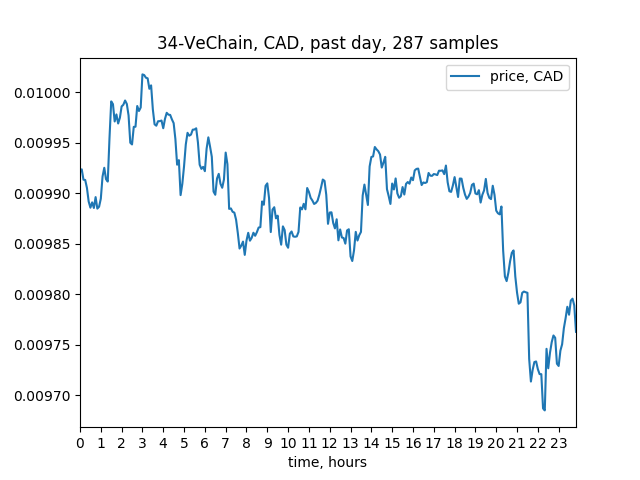 34-VeChain, CAD, past day, 287 samples
price, CAD
0.01000
0.00995
0.00990
0.00985
0.00980
0.00975
0.00970
0 1 2 3 4 5 6 7 8 9 10 11 12 13 14 15 16 17 18 19 20 21 22 23
time, hours